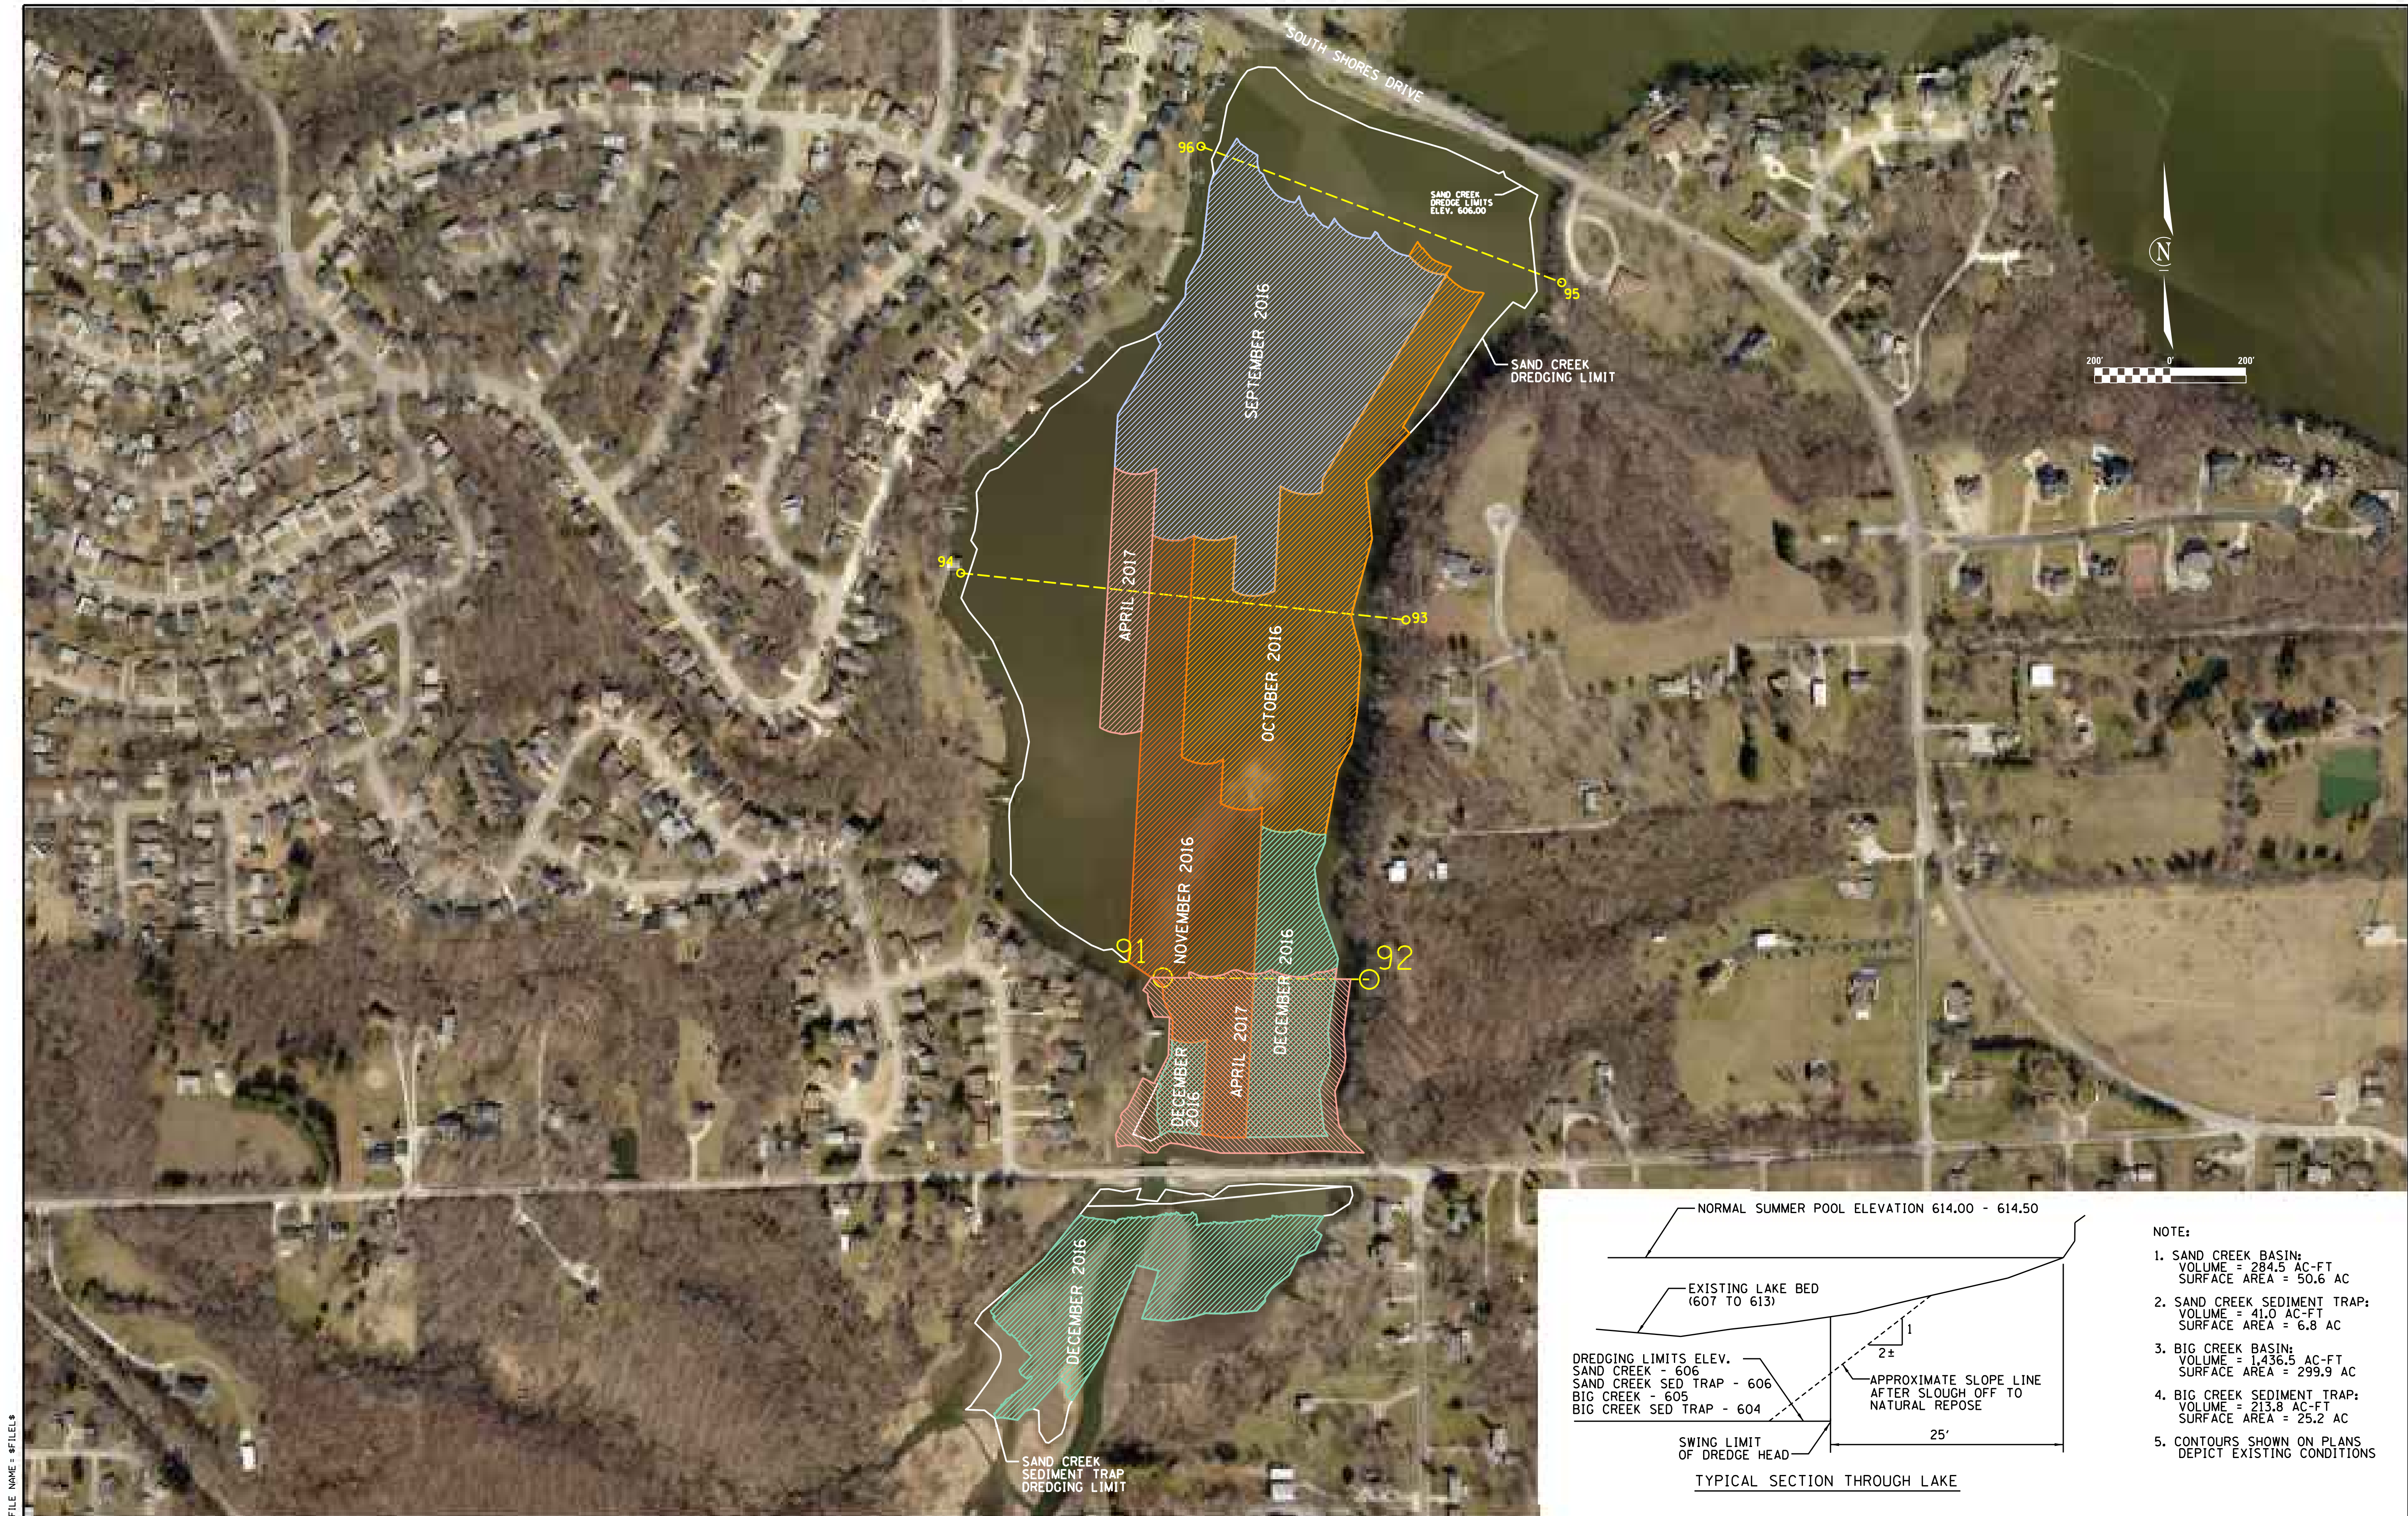 SOUTH SHORES DRIVE
96
SAND CREEK
DREDGE LIMITS
ELEV. 606.00
95
N
200' 0' 200'
SEPTEMBER 2016
SAND CREEK
DREDGING LIMIT
94
APRIL 2017
93
OCTOBER 2016
NOVEMBER 2016
91
92
DECEMBER 2016
APRIL 2017
DECEMBER
2016
DECEMBER 2016
SAND CREEK
SEDIMENT TRAP
DREDGING LIMIT
NORMAL SUMMER POOL ELEVATION 614.00 - 614.50
EXISTING LAKE BED
(607 TO 613)
1
2±
DREDGING LIMITS ELEV.
SAND CREEK - 606
SAND CREEK SED TRAP - 606
BIG CREEK - 605
BIG CREEK SED TRAP - 604
APPROXIMATE SLOPE LINE
AFTER SLOUGH OFF TO
NATURAL REPOSE
SWING LIMIT
OF DREDGE HEAD
25'
TYPICAL SECTION THROUGH LAKE
NOTE:
1. SAND CREEK BASIN:
VOLUME = 284.5 AC-FT
SURFACE AREA = 50.6 AC
2. SAND CREEK SEDIMENT TRAP:
VOLUME = 41.0 AC-FT
SURFACE AREA = 6.8 AC
3. BIG CREEK BASIN:
VOLUME = 1,436.5 AC-FT
SURFACE AREA = 299.9 AC
4. BIG CREEK SEDIMENT TRAP:
VOLUME = 213.8 AC-FT
SURFACE AREA = 25.2 AC
5. CONTOURS SHOWN ON PLANS
DEPICT EXISTING CONDITIONS
FILE NAME = $FILEL$